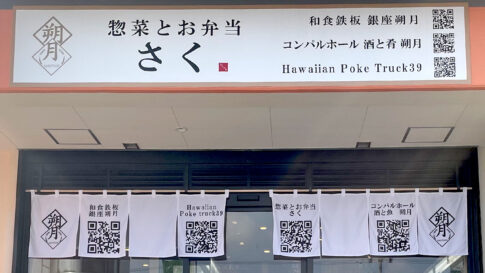 朔月
惣菜とお弁当
さく
和食鉄板 銀座朔月
コンパルホール 酒と肴 朔月
Hawaiian Poke Truck39
朔月
和食鉄板
銀座朔月
Hawaiian
Poke truck39
惣菜とお弁当
さく
コンパルホール
酒と魚 朔月
朔月